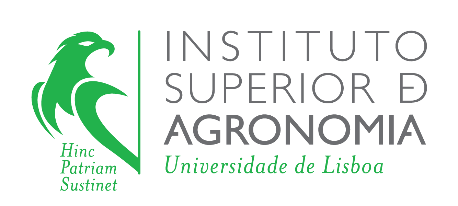 INSTITUTO
SUPERIOR Ð
AGRONOMIA
Universidade de Lisboa
Hinc
Patriam
Sustinet